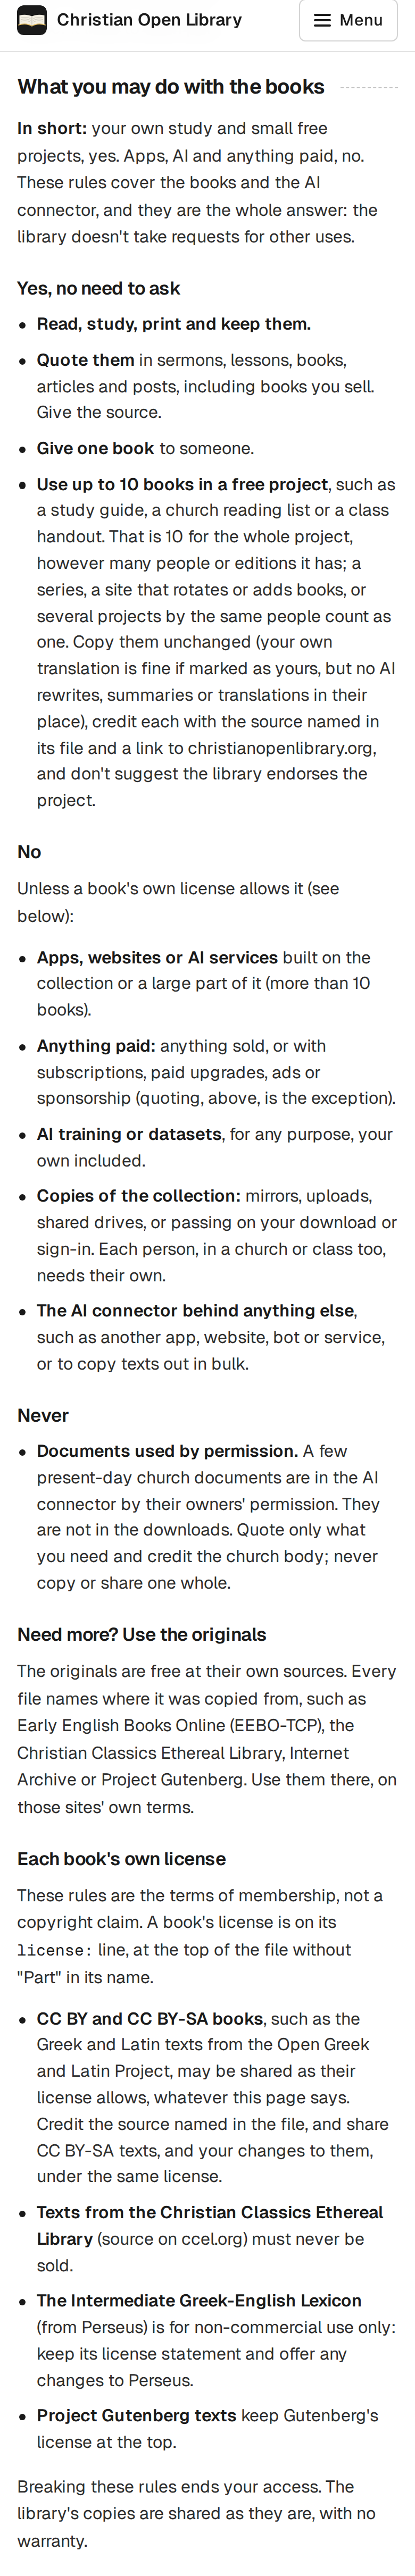 Christian Open Library
Menu
What you may do with the books
In short: your own study and small free
projects, yes. Apps, AI and anything paid, no.
These rules cover the books and the AI
connector, and they are the whole answer: the
library doesn't take requests for other uses.
Yes, no need to ask
• Read, study, print and keep them.
• Quote them in sermons, lessons, books,
articles and posts, including books you sell.
Give the source.
• Give one book to someone.
• Use up to 10 books in a free project, such as
a study guide, a church reading list or a class
handout. That is 10 for the whole project,
however many people or editions it has; a
series, a site that rotates or adds books, or
several projects by the same people count as
one. Copy them unchanged (your own
translation is fine if marked as yours, but no AI
rewrites, summaries or translations in their
place), credit each with the source named in
its file and a link to christianopenlibrary.org,
and don't suggest the library endorses the
project.
No
Unless a book's own license allows it (see
below):
• Apps, websites or AI services built on the
collection or a large part of it (more than 10
books).
• Anything paid: anything sold, or with
subscriptions, paid upgrades, ads or
sponsorship (quoting, above, is the exception).
• AI training or datasets, for any purpose, your
own included.
• Copies of the collection: mirrors, uploads,
shared drives, or passing on your download or
sign-in. Each person, in a church or class too,
needs their own.
• The AI connector behind anything else,
such as another app, website, bot or service,
or to copy texts out in bulk.
Never
• Documents used by permission. A few
present-day church documents are in the AI
connector by their owners' permission. They
are not in the downloads. Quote only what
you need and credit the church body; never
copy or share one whole.
Need more? Use the originals
The originals are free at their own sources. Every
file names where it was copied from, such as
Early English Books Online (EEBO-TCP), the
Christian Classics Ethereal Library, Internet
Archive or Project Gutenberg. Use them there, on
those sites' own terms.
Each book's own license
These rules are the terms of membership, not a
copyright claim. A book's license is on its
license: line, at the top of the file without
"Part" in its name.
• CC BY and CC BY-SA books, such as the
Greek and Latin texts from the Open Greek
and Latin Project, may be shared as their
license allows, whatever this page says.
Credit the source named in the file, and share
CC BY-SA texts, and your changes to them,
under the same license.
• Texts from the Christian Classics Ethereal
Library (source on ccel.org) must never be
sold.
• The Intermediate Greek-English Lexicon
(from Perseus) is for non-commercial use only:
keep its license statement and offer any
changes to Perseus.
• Project Gutenberg texts keep Gutenberg's
license at the top.
Breaking these rules ends your access. The
library's copies are shared as they are, with no
warranty.